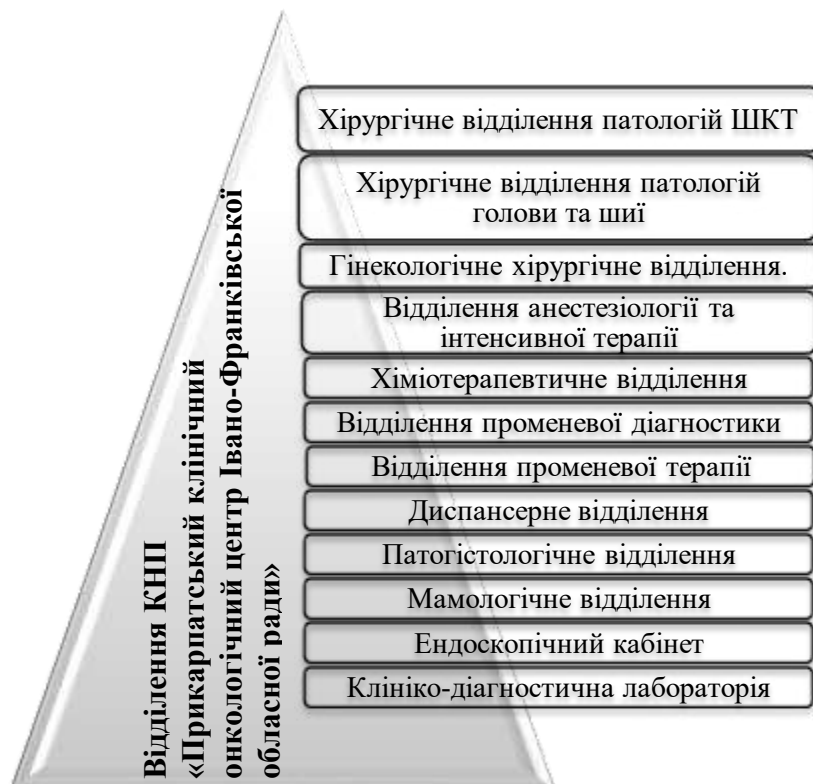 Відділення КНП
«Прикарпатський клінічний
онкологічний центр Івано-Франківської
обласної ради»
Хірургічне відділення патологій ШКТ
Хірургічне відділення патологій
голови та шиї
Гінекологічне хірургічне відділення.
Відділення анестезіології та
інтенсивної терапії
Хіміотерапевтичне відділення
Відділення променевої діагностики
Відділення променевої терапії
Диспансерне відділення
Патогістологічне відділення
Мамологічне відділення
Ендоскопічний кабінет
Клініко-діагностична лабораторія